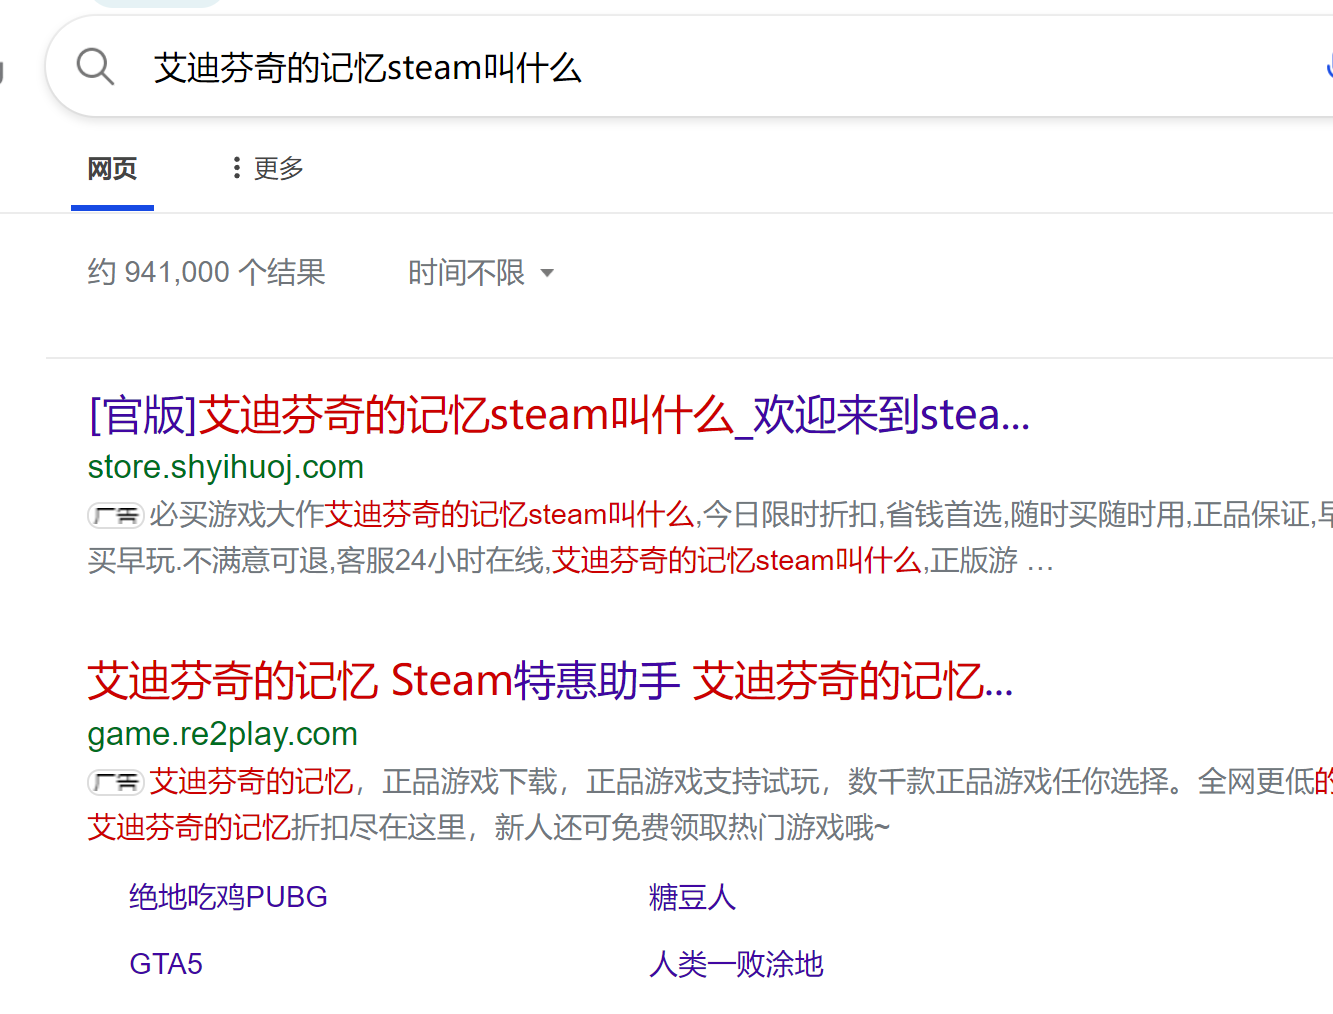 艾迪芬奇的记忆steam叫什么
网页
更多
约 941,000 个结果
时间不限
[官版]艾迪芬奇的记忆steam叫什么_欢迎来到stea...
store.shyihuoj.com
广告 必买游戏大作艾迪芬奇的记忆steam叫什么,今日限时折扣,省钱首选,随时买随时用,正品保证,早
买早玩.不满意可退,客服24小时在线,艾迪芬奇的记忆steam叫什么,正版游 …
艾迪芬奇的记忆 Steam特惠助手 艾迪芬奇的记忆...
game.re2play.com
广告 艾迪芬奇的记忆，正品游戏下载，正品游戏支持试玩，数千款正品游戏任你选择。全网更低的
艾迪芬奇的记忆折扣尽在这里，新人还可免费领取热门游戏哦~
绝地吃鸡PUBG
糖豆人
GTA5
人类一败涂地